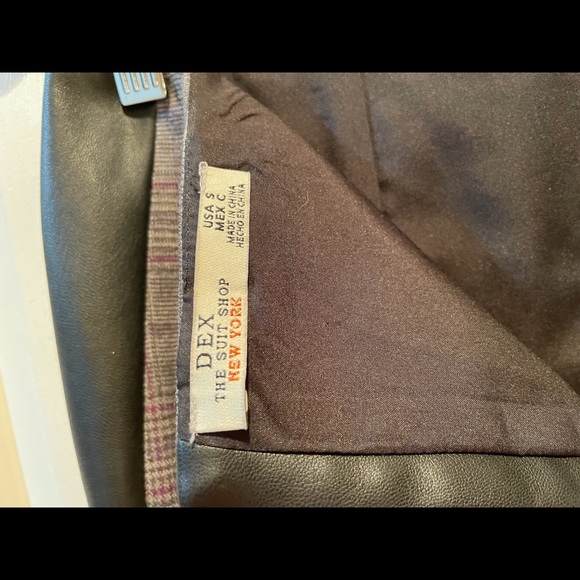 DEX
THE SUIT SHOP
NEW YORK
USA S
MEX C
MADE IN CHINA
HECHO EN CHINA